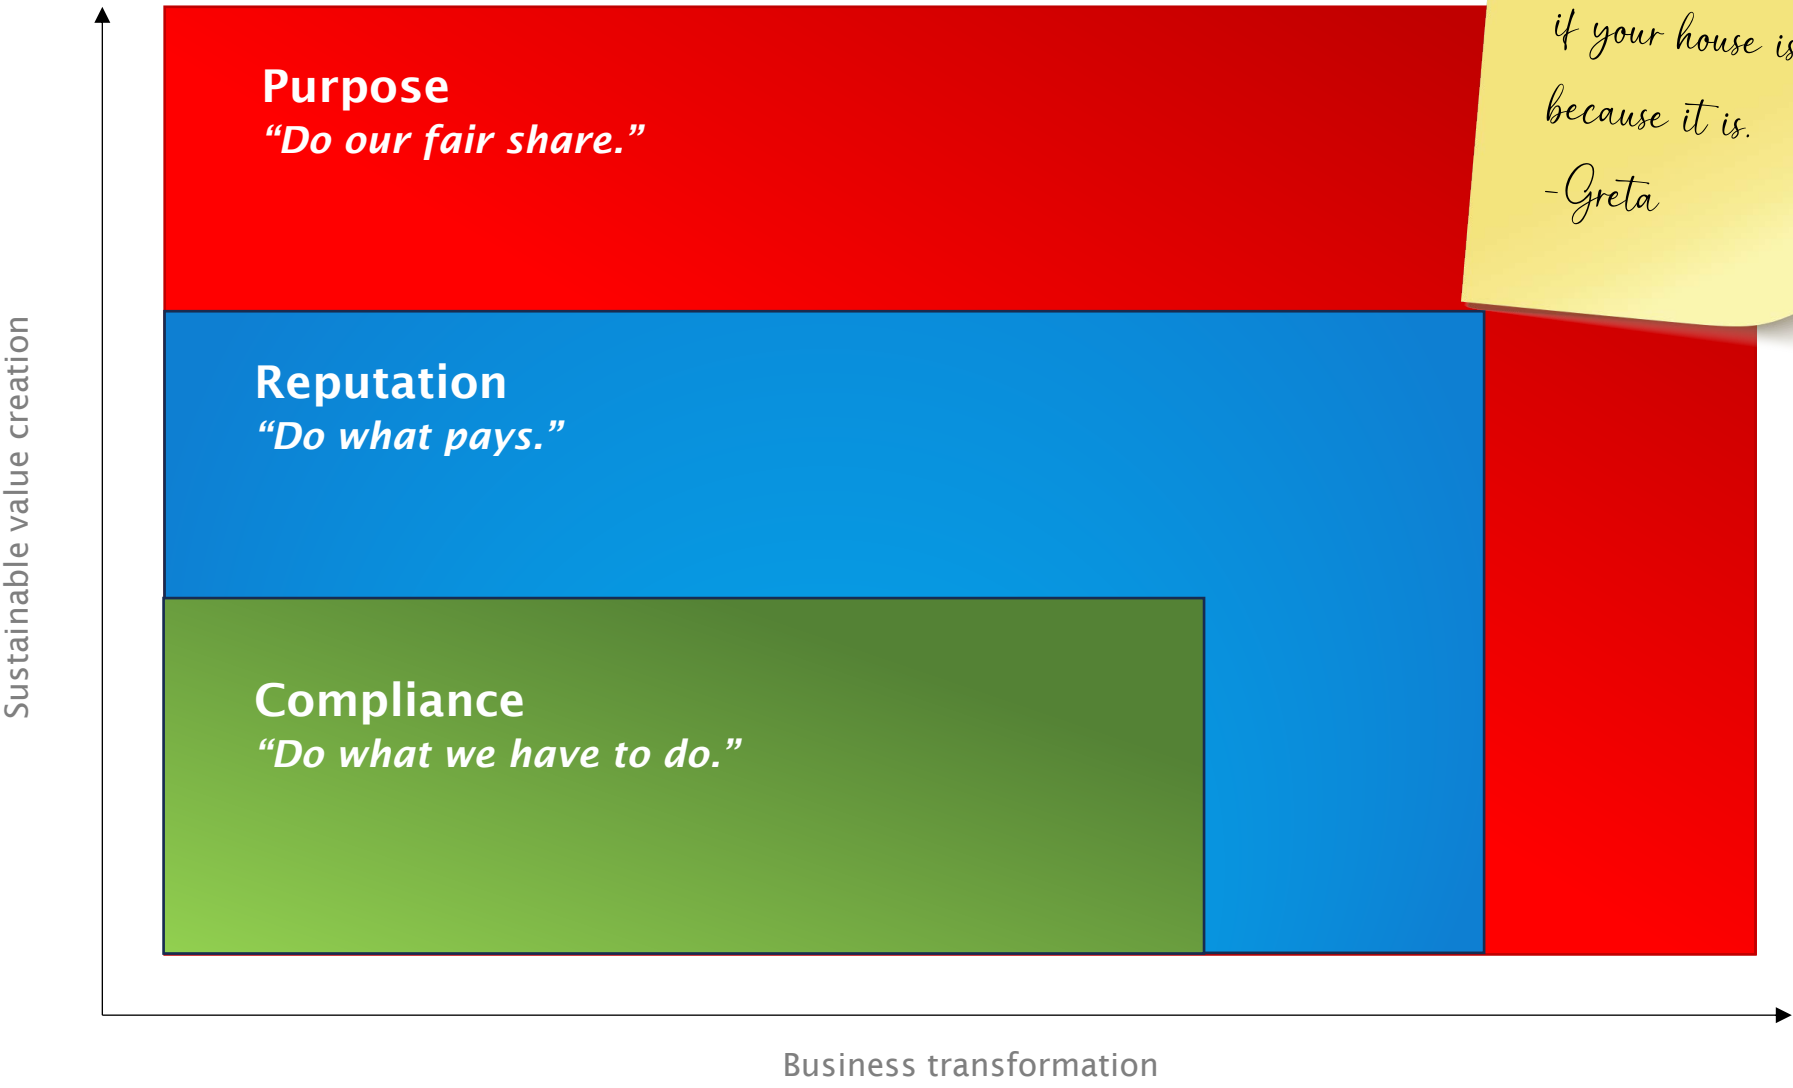 if your house is
because it is.
-Greta
Purpose
“Do our fair share.”
Reputation
“Do what pays.”
Compliance
“Do what we have to do.”
Sustainable value creation
Business transformation